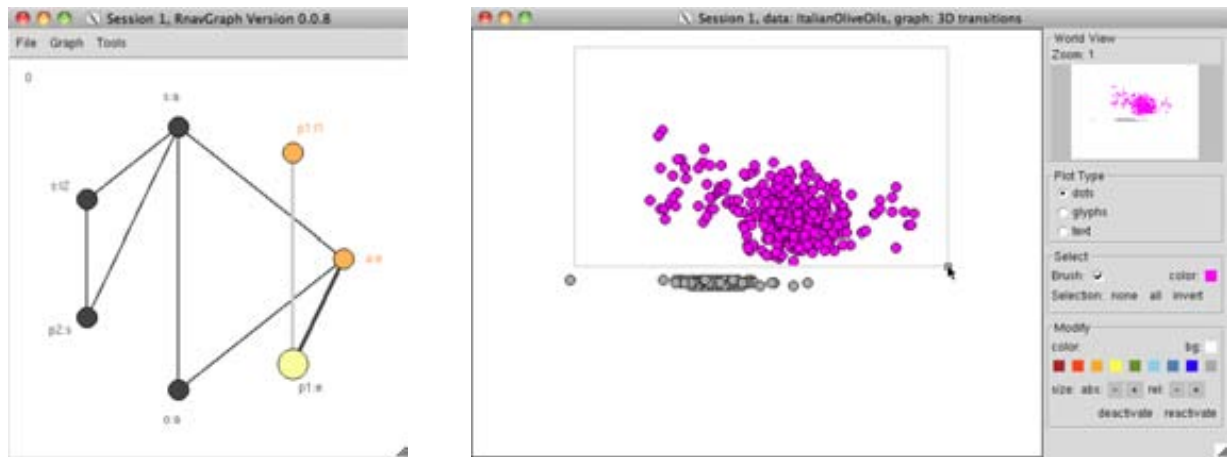 Session 1, RnavGraph Version 0.0.8
File Graph Tools
0
s:a
p1:l1
a:e
p2:s
p1:e
o:a
Session 1, data: ItalianOliveOils, graph: 3D transitions
World View
Zoom: 1
Plot Type
dots
glyphs
text
Select
Brush: color:
Selection: none all invert
Modify
color: bg:
size: abs: - + rel: - +
deactivate reactivate